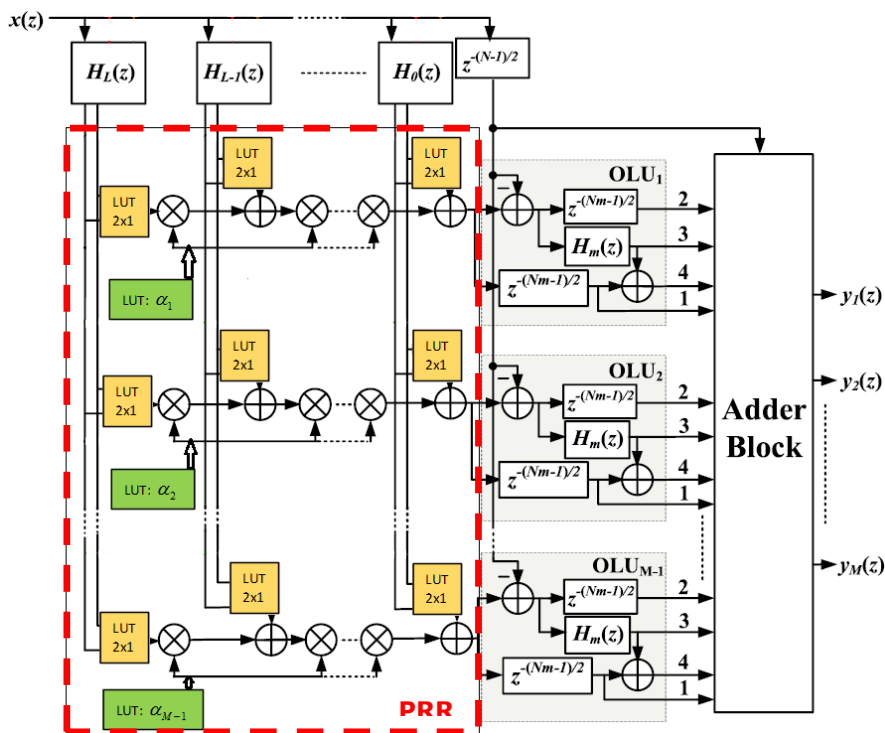 x(z)
H_L(z)
H_{L-1}(z)
H_0(z)
z^{-(N-1)/2}
LUT
2x1
LUT
2x1
LUT
2x1
LUT: α_1
OLU_1
−
z^{-(Nm-1)/2}
2
H_m(z)
3
z^{-(Nm-1)/2}
4
1
LUT
2x1
LUT
2x1
LUT
2x1
LUT: α_2
OLU_2
−
z^{-(Nm-1)/2}
2
H_m(z)
3
z^{-(Nm-1)/2}
4
1
LUT
2x1
LUT
2x1
LUT
2x1
LUT: α_{M-1}
PRR
OLU_{M-1}
−
z^{-(Nm-1)/2}
2
H_m(z)
3
z^{-(Nm-1)/2}
4
1
Adder
Block
y_1(z)
y_2(z)
y_M(z)